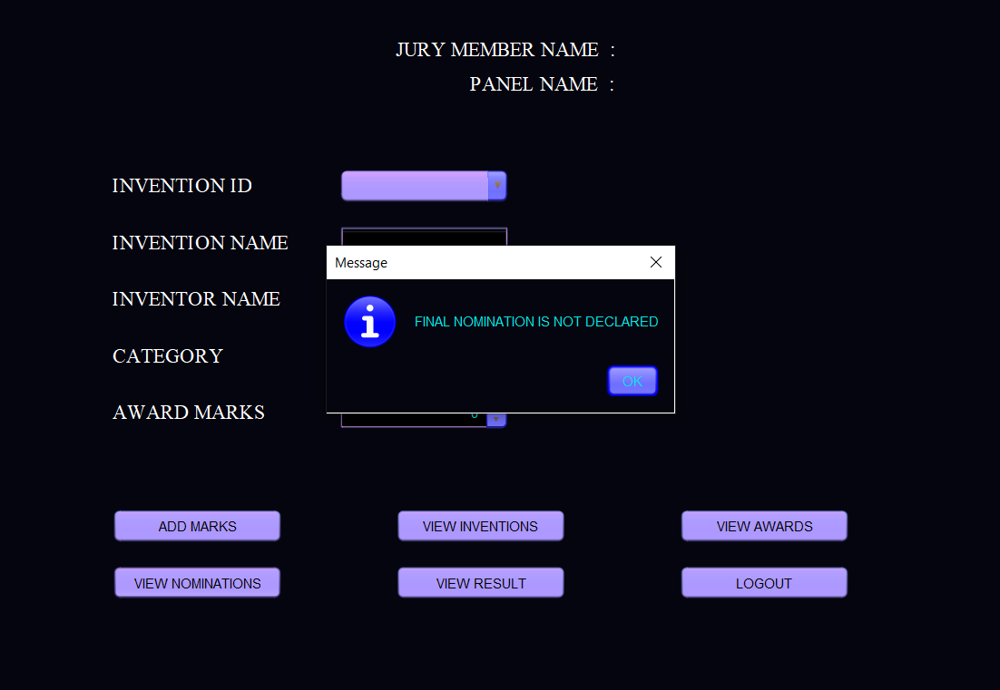 JURY MEMBER NAME :
PANEL NAME :
INVENTION ID
INVENTION NAME
INVENTOR NAME
CATEGORY
AWARD MARKS
Message
FINAL NOMINATION IS NOT DECLARED
OK
ADD MARKS
VIEW INVENTIONS
VIEW AWARDS
VIEW NOMINATIONS
VIEW RESULT
LOGOUT